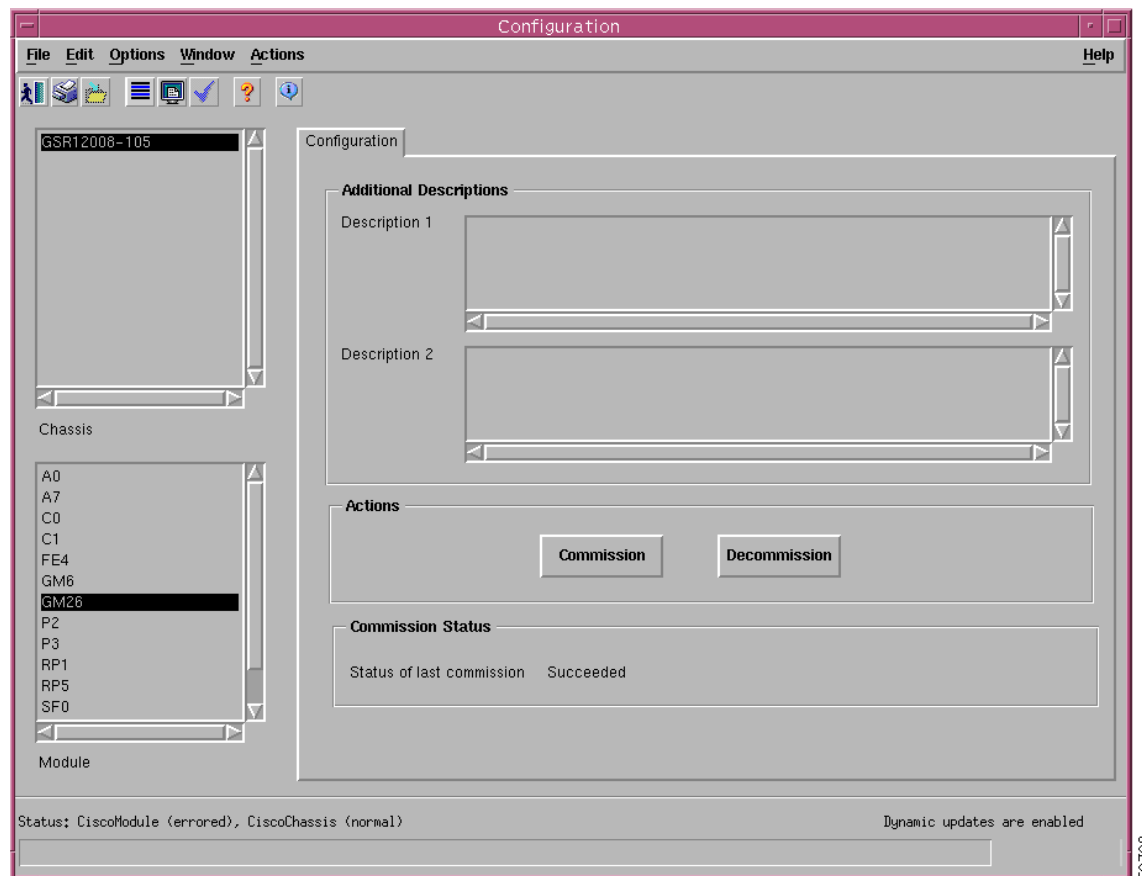 Configuration
File Edit Options Window Actions Help
GSR12008-105
Chassis
A0
A7
C0
C1
FE4
GM6
GM26
P2
P3
RP1
RP5
SF0
Module
Configuration
Additional Descriptions
Description 1
Description 2
Actions
Commission Decommission
Commission Status
Status of last commission Succeeded
Status: CiscoModule (errored), CiscoChassis (normal) Dynamic updates are enabled